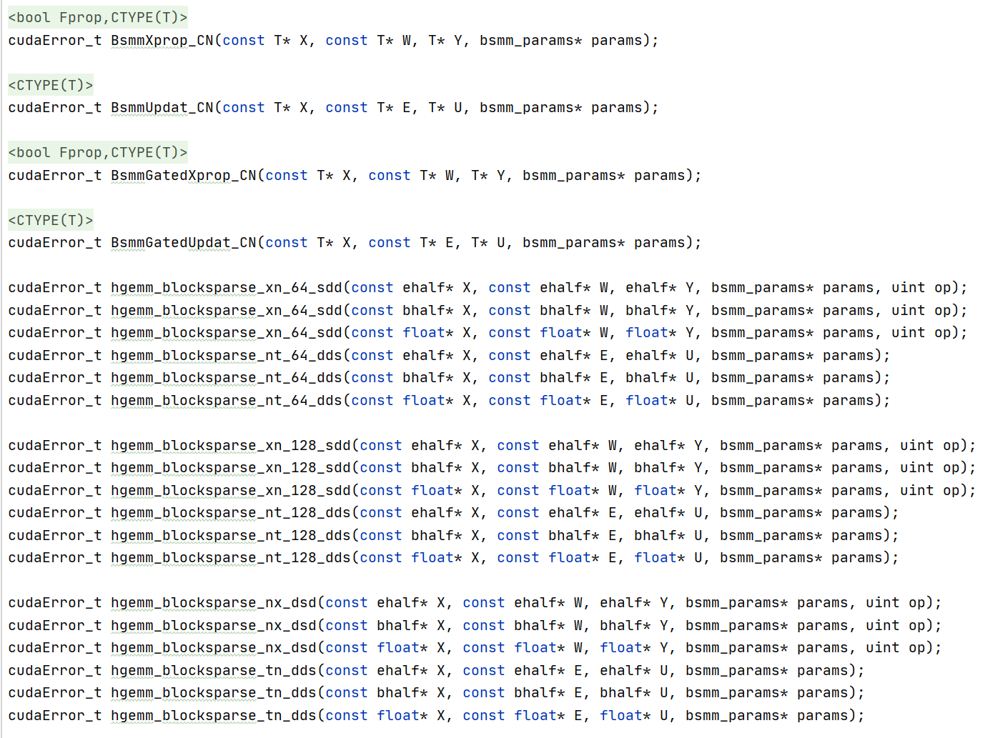 <bool Fprop,CTYPE(T)>
cudaError_t BsmmXprop_CN(const T* X, const T* W, T* Y, bsmm_params* params);
<CTYPE(T)>
cudaError_t BsmmUpdat_CN(const T* X, const T* E, T* U, bsmm_params* params);
<bool Fprop,CTYPE(T)>
cudaError_t BsmmGatedXprop_CN(const T* X, const T* W, T* Y, bsmm_params* params);
<CTYPE(T)>
cudaError_t BsmmGatedUpdat_CN(const T* X, const T* E, T* U, bsmm_params* params);
cudaError_t hgemm_blocksparse_xn_64_sdd(const ehalf* X, const ehalf* W, ehalf* Y, bsmm_params* params, uint op);
cudaError_t hgemm_blocksparse_xn_64_sdd(const bhalf* X, const bhalf* W, bhalf* Y, bsmm_params* params, uint op);
cudaError_t hgemm_blocksparse_xn_64_sdd(const float* X, const float* W, float* Y, bsmm_params* params, uint op);
cudaError_t hgemm_blocksparse_nt_64_dds(const ehalf* X, const ehalf* E, ehalf* U, bsmm_params* params);
cudaError_t hgemm_blocksparse_nt_64_dds(const bhalf* X, const bhalf* E, bhalf* U, bsmm_params* params);
cudaError_t hgemm_blocksparse_nt_64_dds(const float* X, const float* E, float* U, bsmm_params* params);
cudaError_t hgemm_blocksparse_xn_128_sdd(const ehalf* X, const ehalf* W, ehalf* Y, bsmm_params* params, uint op);
cudaError_t hgemm_blocksparse_xn_128_sdd(const bhalf* X, const bhalf* W, bhalf* Y, bsmm_params* params, uint op);
cudaError_t hgemm_blocksparse_xn_128_sdd(const float* X, const float* W, float* Y, bsmm_params* params, uint op);
cudaError_t hgemm_blocksparse_nt_128_dds(const ehalf* X, const ehalf* E, ehalf* U, bsmm_params* params);
cudaError_t hgemm_blocksparse_nt_128_dds(const bhalf* X, const bhalf* E, bhalf* U, bsmm_params* params);
cudaError_t hgemm_blocksparse_nt_128_dds(const float* X, const float* E, float* U, bsmm_params* params);
cudaError_t hgemm_blocksparse_nx_dsd(const ehalf* X, const ehalf* W, ehalf* Y, bsmm_params* params, uint op);
cudaError_t hgemm_blocksparse_nx_dsd(const bhalf* X, const bhalf* W, bhalf* Y, bsmm_params* params, uint op);
cudaError_t hgemm_blocksparse_nx_dsd(const float* X, const float* W, float* Y, bsmm_params* params, uint op);
cudaError_t hgemm_blocksparse_tn_dds(const ehalf* X, const ehalf* E, ehalf* U, bsmm_params* params);
cudaError_t hgemm_blocksparse_tn_dds(const bhalf* X, const bhalf* E, bhalf* U, bsmm_params* params);
cudaError_t hgemm_blocksparse_tn_dds(const float* X, const float* E, float* U, bsmm_params* params);